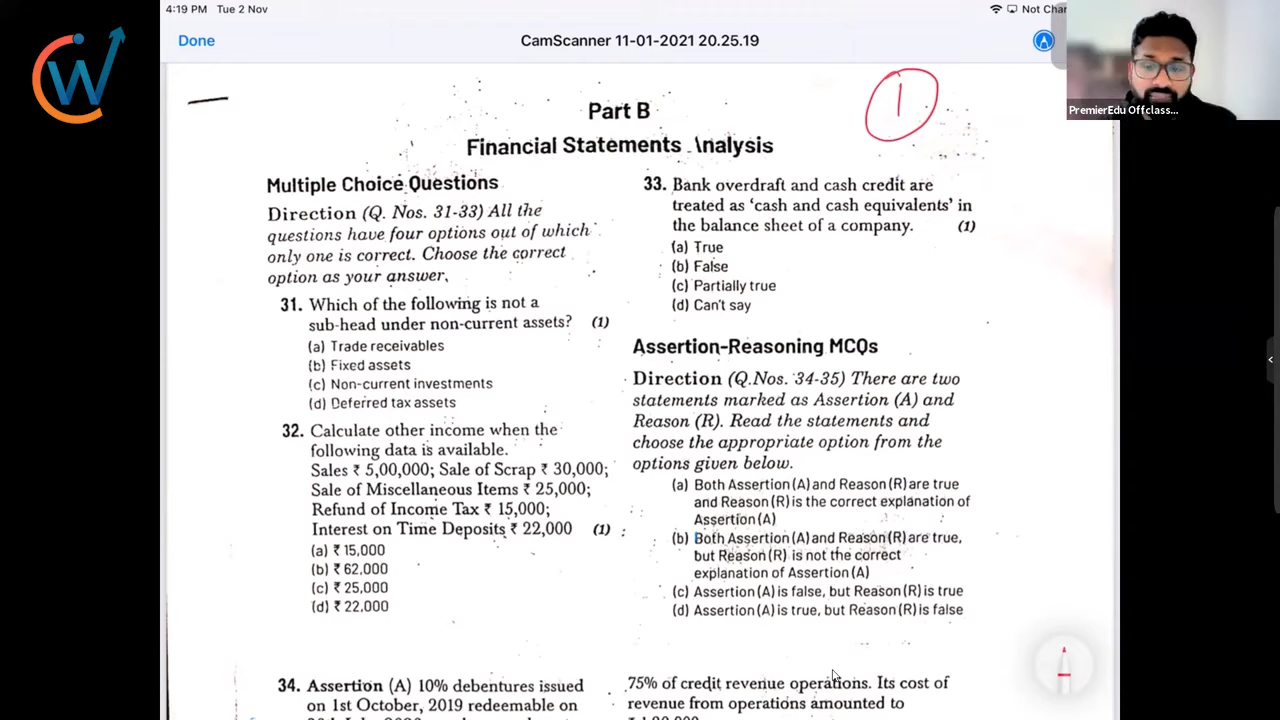 4:19 PM Tue 2 Nov
Not Char
Done
CamScanner 11-01-2021 20.25.19
W
PremierEdu Offclass...
1
Part B
Financial Statements \nalysis
Multiple Choice Questions
Direction (Q. Nos. 31-33) All the
questions have four options out of which
only one is correct. Choose the correct
option as your answer.
31. Which of the following is not a
sub-head under non-current assets? (1)
(a) Trade receivables
(b) Fixed assets
(c) Non-current investments
(d) Deferred tax assets
32. Calculate other income when the
following data is available.
Sales ₹ 5,00,000; Sale of Scrap ₹ 30,000;
Sale of Miscellaneous Items ₹ 25,000;
Refund of Income Tax ₹ 15,000;
Interest on Time Deposits ₹ 22,000 (1)
(a) ₹ 15,000
(b) ₹ 62,000
(c) ₹ 25,000
(d) ₹ 22,000
34. Assertion (A) 10% debentures issued
on 1st October, 2019 redeemable on
33. Bank overdraft and cash credit are
treated as 'cash and cash equivalents' in
the balance sheet of a company. (1)
(a) True
(b) False
(c) Partially true
(d) Can't say
Assertion-Reasoning MCQs
Direction (Q.Nos. 34-35) There are two
statements marked as Assertion (A) and
Reason (R). Read the statements and
choose the appropriate option from the
options given below.
(a) Both Assertion (A) and Reason (R) are true
and Reason (R) is the correct explanation of
Assertion (A)
(b) Both Assertion (A) and Reason (R) are true,
but Reason (R) is not the correct
explanation of Assertion (A)
(c) Assertion (A) is false, but Reason (R) is true
(d) Assertion (A) is true, but Reason (R) is false
75% of credit revenue operations. Its cost of
revenue from operations amounted to